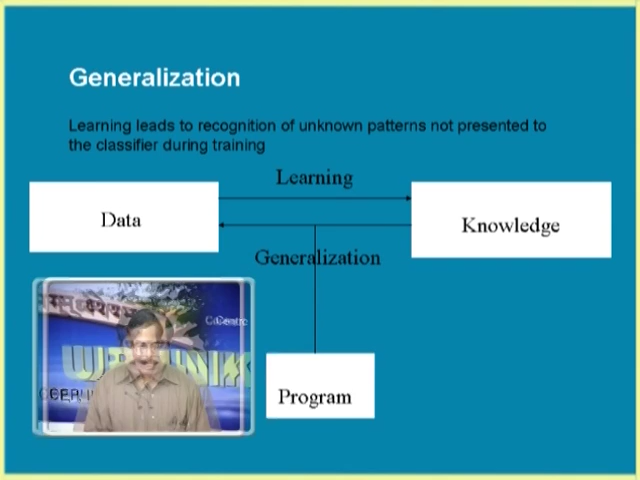 Generalization
Learning leads to recognition of unknown patterns not presented to
the classifier during training
Learning
Data
Knowledge
Generalization
Program